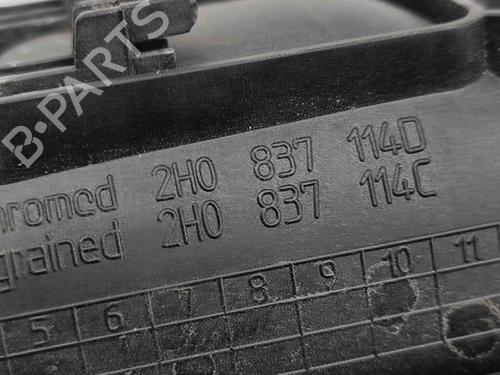 B-PARTS
hromed 2H0 837 114D
grained 2H0 837 114C
5 6 7 8 9 10 11